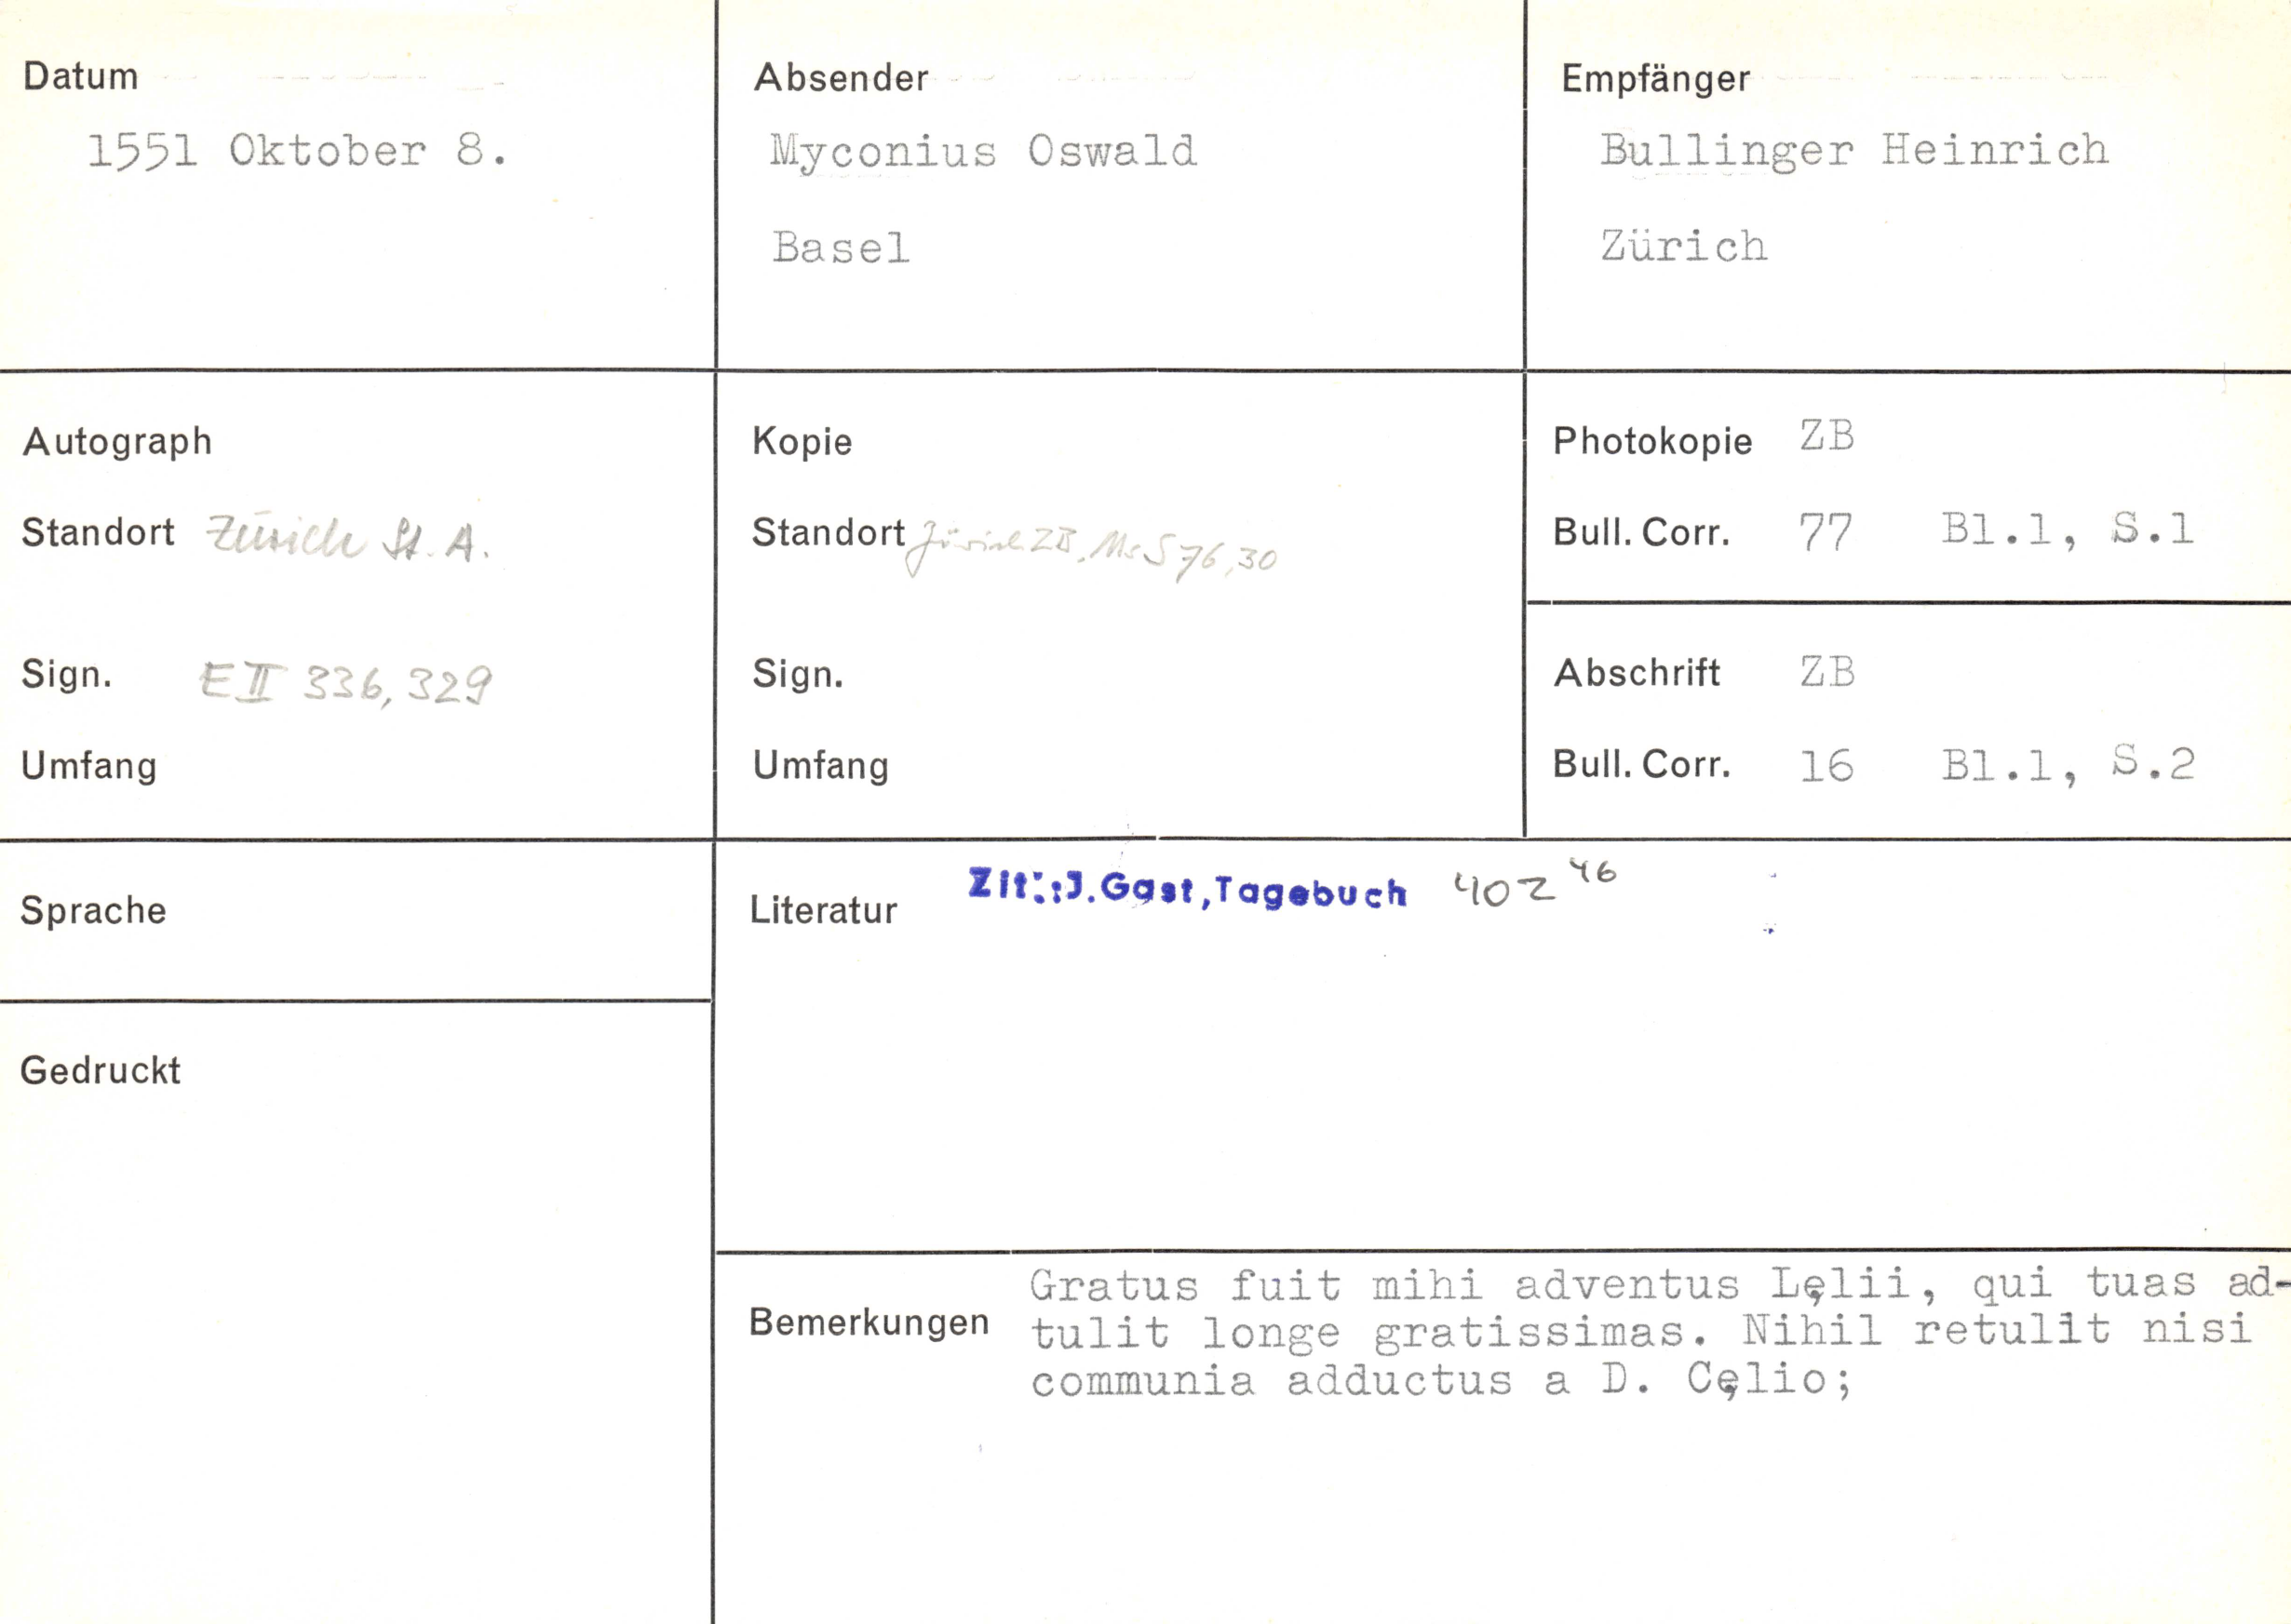 Datum
1551 Oktober 8.
Absender
Myconius Oswald
Basel
Empfänger
Bullinger Heinrich
Zürich
Autograph
Standort Zürich St. A.
Sign. E II 336, 329
Umfang
Kopie
Standort Zürich ZB, Ms S 76, 30
Sign.
Umfang
Photokopie ZB
Bull. Corr. 77 Bl.1, S.1
Abschrift ZB
Bull. Corr. 16 Bl.1, S.2
Sprache
Gedruckt
Literatur Zit.:J.Gast,Tagebuch 402 46
Bemerkungen
Gratus fuit mihi adventus Lęlii, qui tuas ad-
tulit longe gratissimas. Nihil retulit nisi
communia adductus a D. Cęlio;